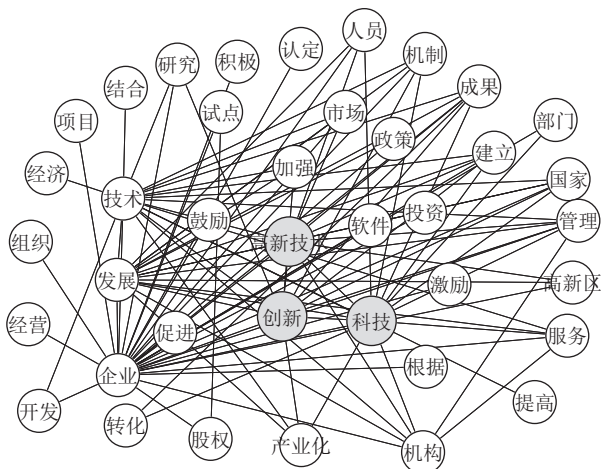 人员
认定
机制
研究
积极
成果
结合
试点
市场
项目
部门
政策
建立
加强
经济
国家
技术
鼓励
软件
投资
管理
高新技
组织
发展
激励
高新区
创新
科技
经营
促进
服务
企业
根据
提高
开发
转化
股权
产业化
机构